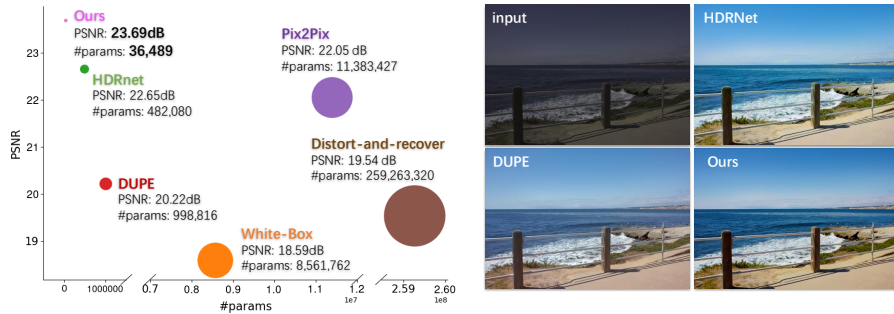 Ours
PSNR: 23.69dB
#params: 36,489
HDRnet
PSNR: 22.65dB
#params: 482,080
Pix2Pix
PSNR: 22.05 dB
#params: 11,383,427
Distort-and-recover
PSNR: 19.54 dB
#params: 259,263,320
DUPE
PSNR: 20.22dB
#params: 998,816
White-Box
PSNR: 18.59dB
#params: 8,561,762
PSNR
23
22
21
20
19
0 1000000 0.7 0.8 0.9 1.0 1.1 1.2 2.59 2.60
1e7 1e8
#params
input
HDRNet
DUPE
Ours